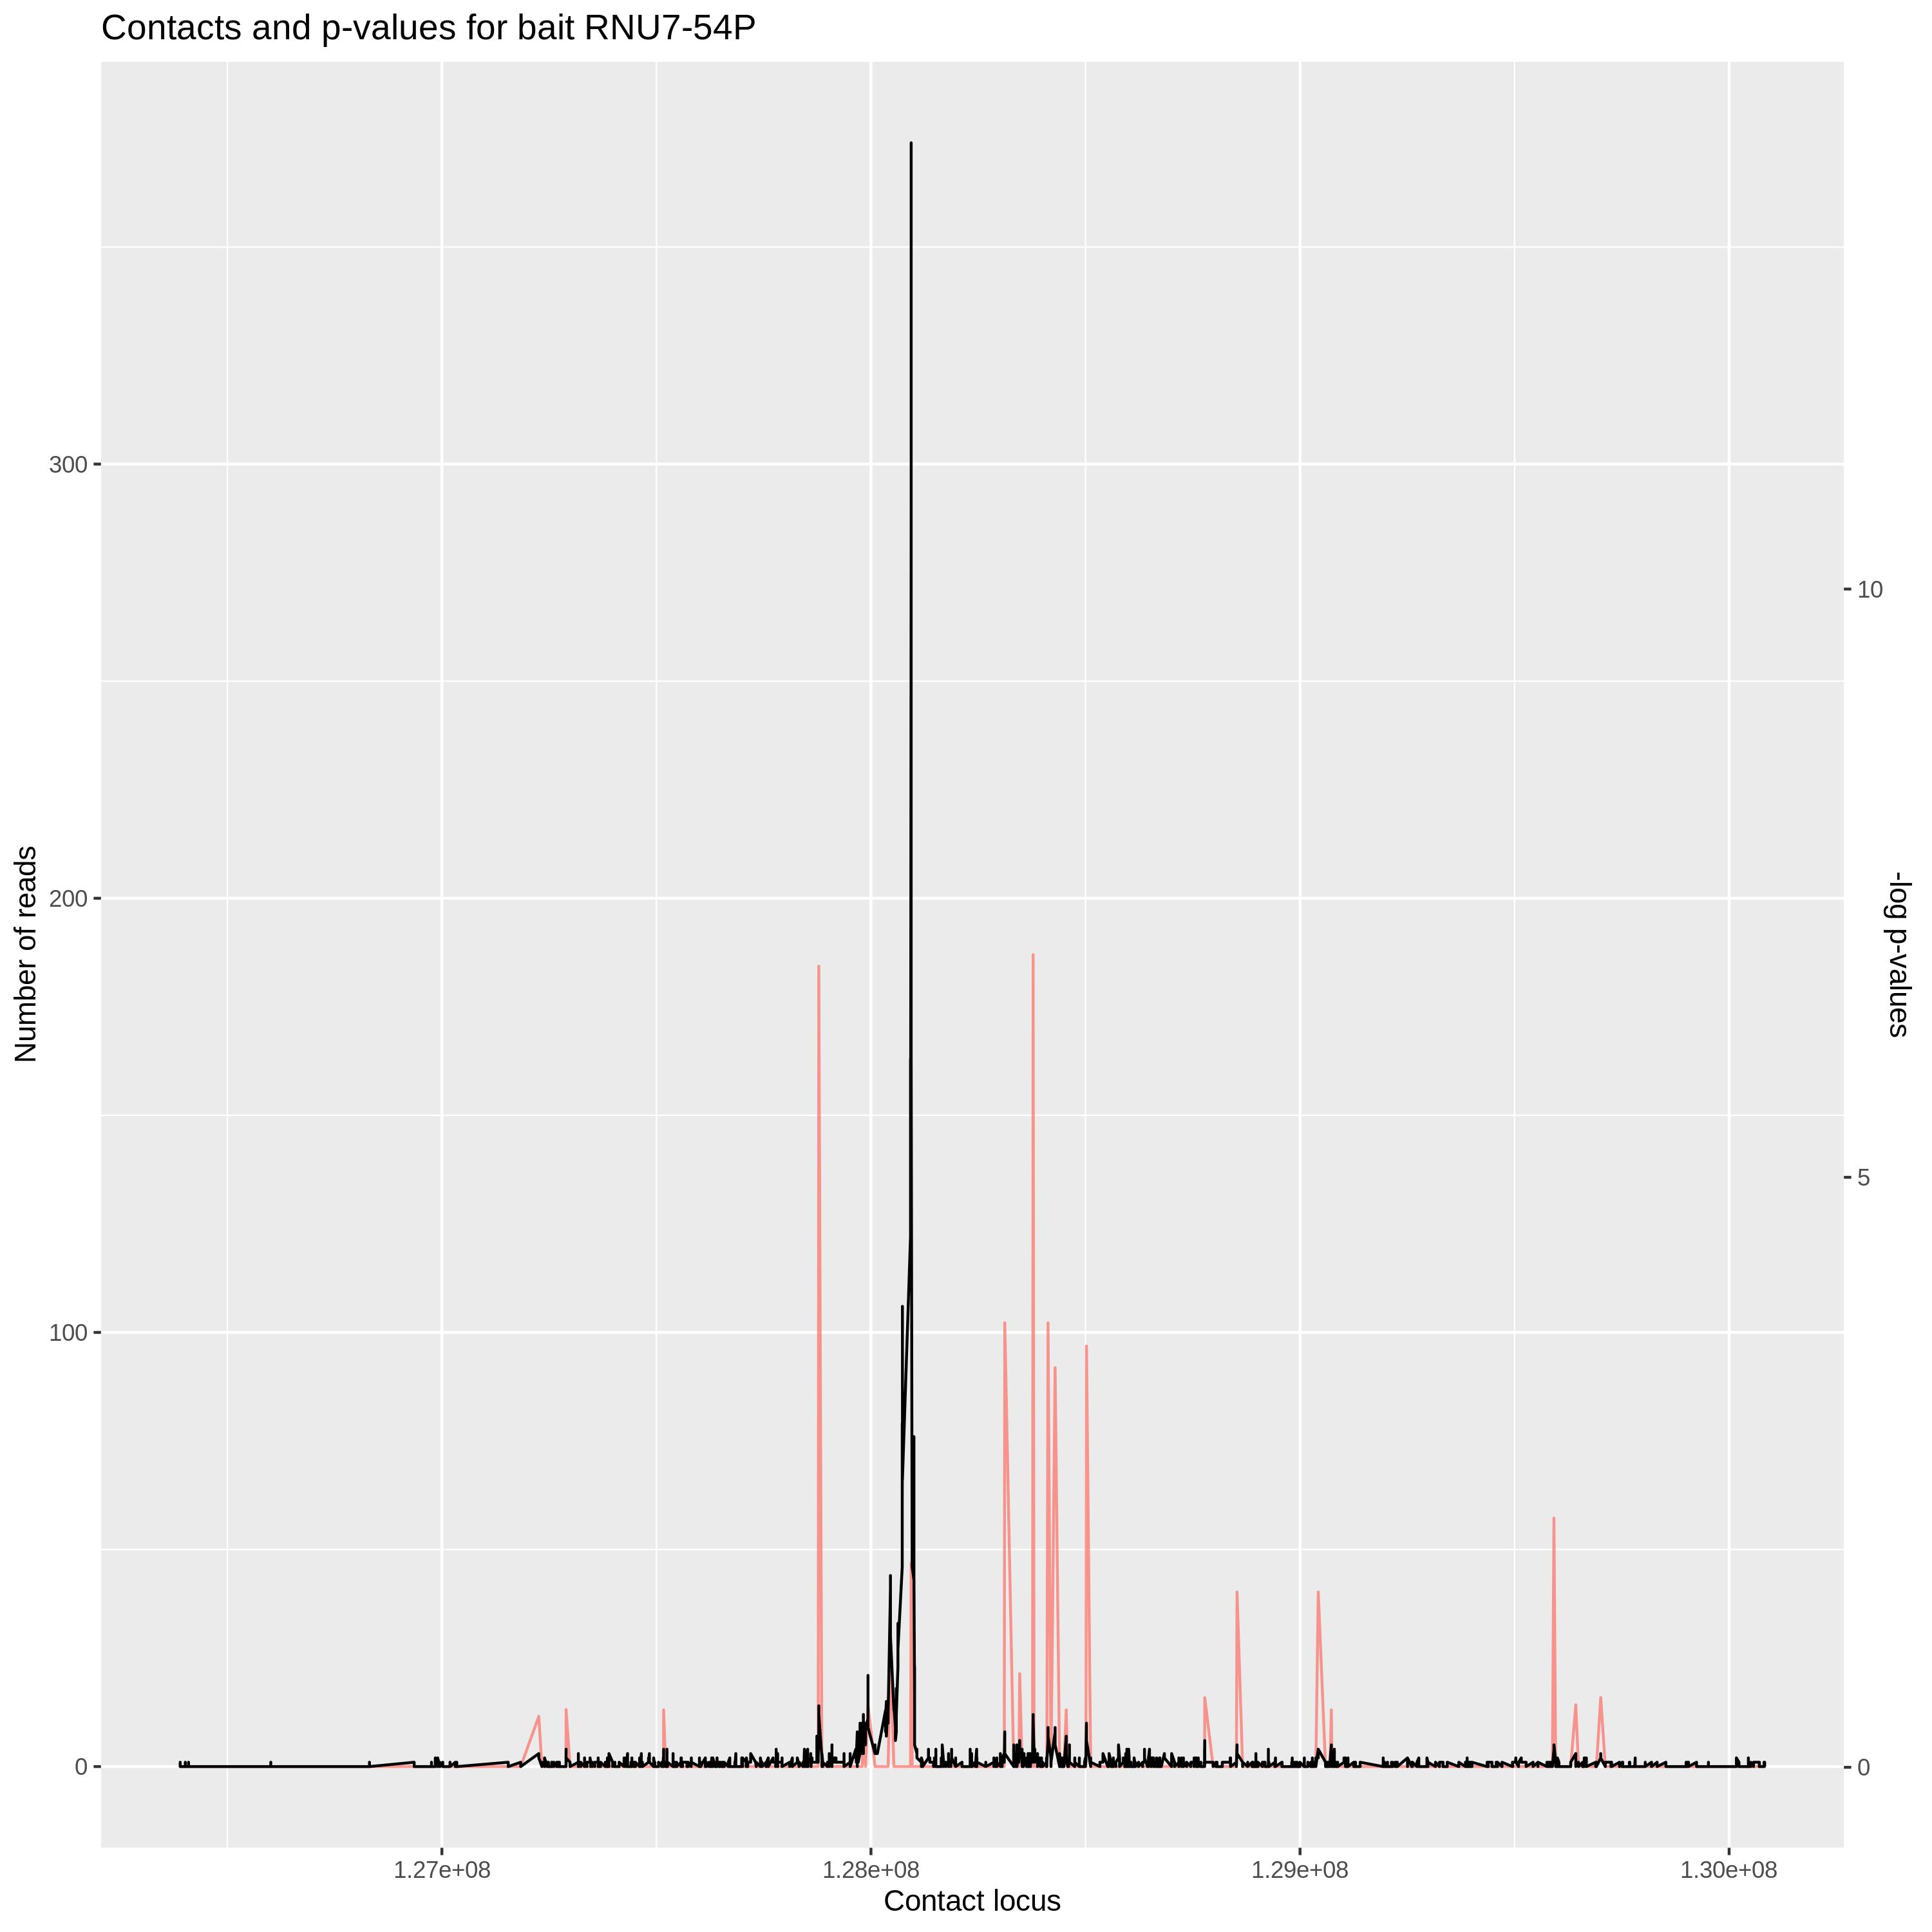 Contacts and p-values for bait RNU7-54P
300
200
100
0
Number of reads
10
5
0
-log p-values
1.27e+08
1.28e+08
1.29e+08
1.30e+08
Contact locus